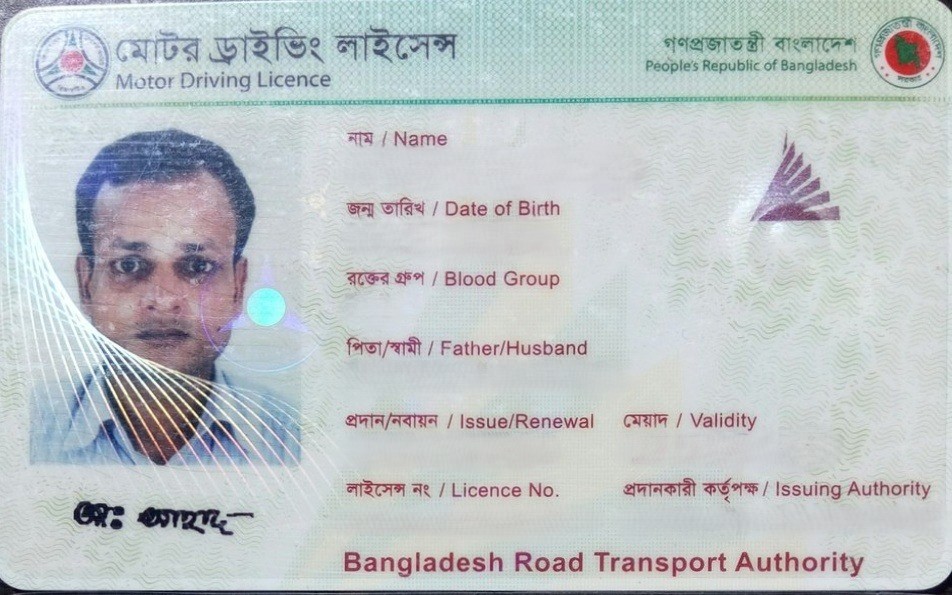 মোটর ড্রাইভিং লাইসেন্স
Motor Driving Licence
গণপ্রজাতন্ত্রী বাংলাদেশ
People's Republic of Bangladesh
নাম / Name
জন্ম তারিখ / Date of Birth
রক্তের গ্রুপ / Blood Group
পিতা/স্বামী / Father/Husband
প্রদান/নবায়ন / Issue/Renewal মেয়াদ / Validity
লাইসেন্স নং / Licence No. প্রদানকারী কর্তৃপক্ষ / Issuing Authority
মো:
Bangladesh Road Transport Authority